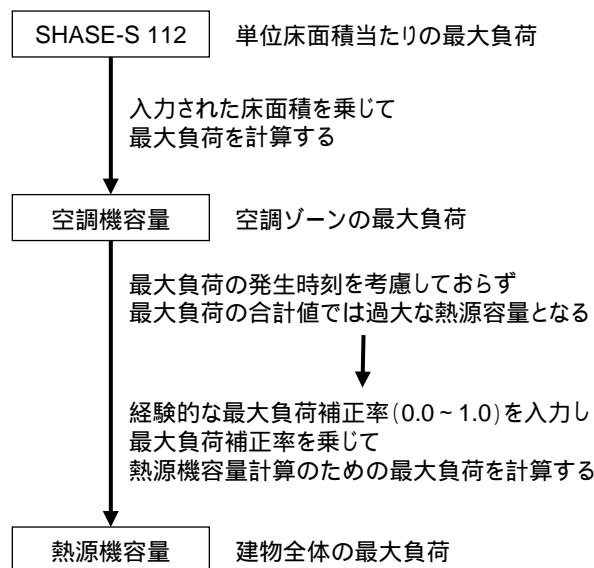 SHASE-S 112 単位床面積当たりの最大負荷
入力された床面積を乗じて
最大負荷を計算する
空調機容量 空調ゾーンの最大負荷
最大負荷の発生時刻を考慮しておらず
最大負荷の合計値では過大な熱源容量となる
経験的な最大負荷補正率(0.0~1.0)を入力し
最大負荷補正率を乗じて
熱源機容量計算のための最大負荷を計算する
熱源機容量 建物全体の最大負荷